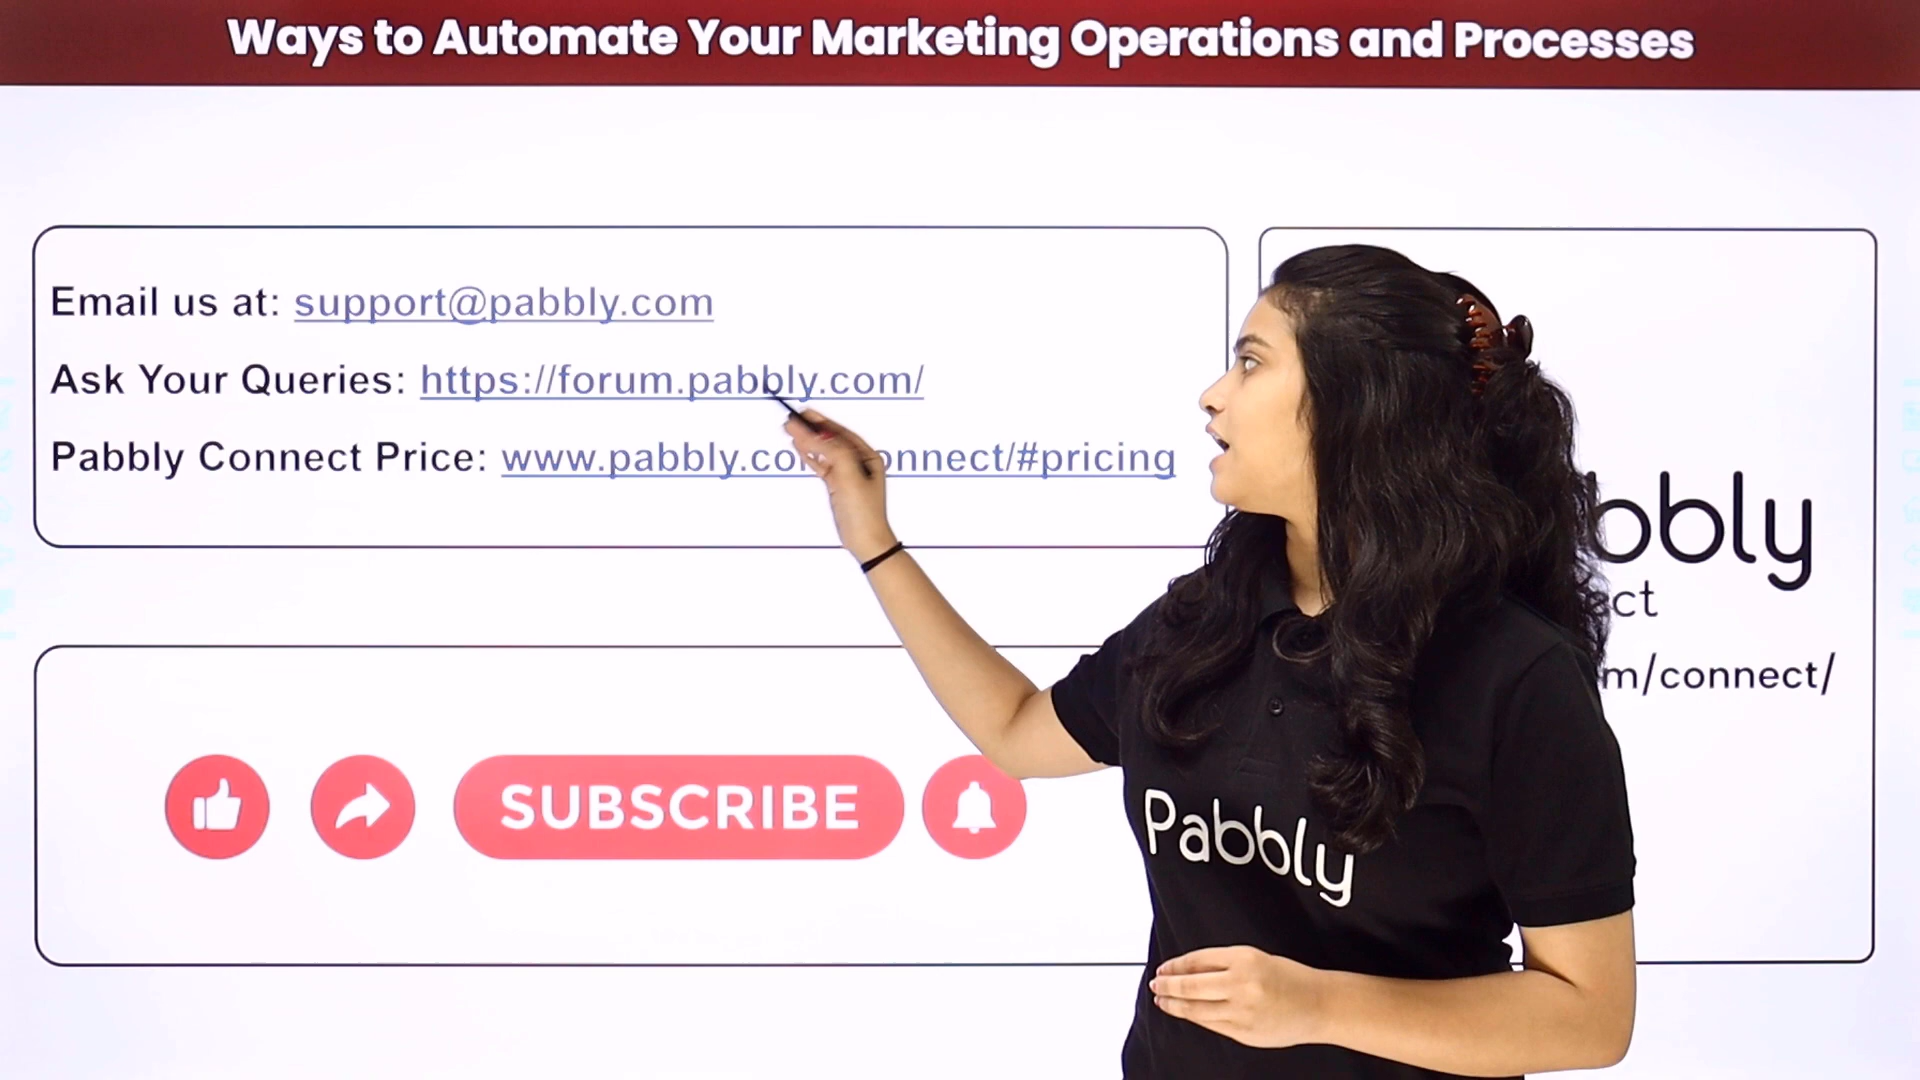 Ways to Automate Your Marketing Operations and Processes
Email us at: support@pabbly.com
Ask Your Queries: https://forum.pabbly.com/
Pabbly Connect Price: www.pabbly.co onnect/#pricing
bbly
ct
m/connect/
SUBSCRIBE
Pabbly